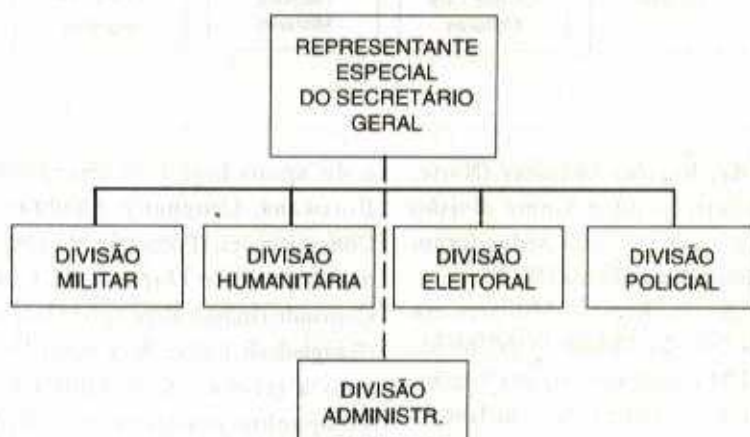 REPRESENTANTE
ESPECIAL
DO SECRETÁRIO
GERAL
DIVISÃO
MILITAR
DIVISÃO
HUMANITÁRIA
DIVISÃO
ELEITORAL
DIVISÃO
POLICIAL
DIVISÃO
ADMINISTR.